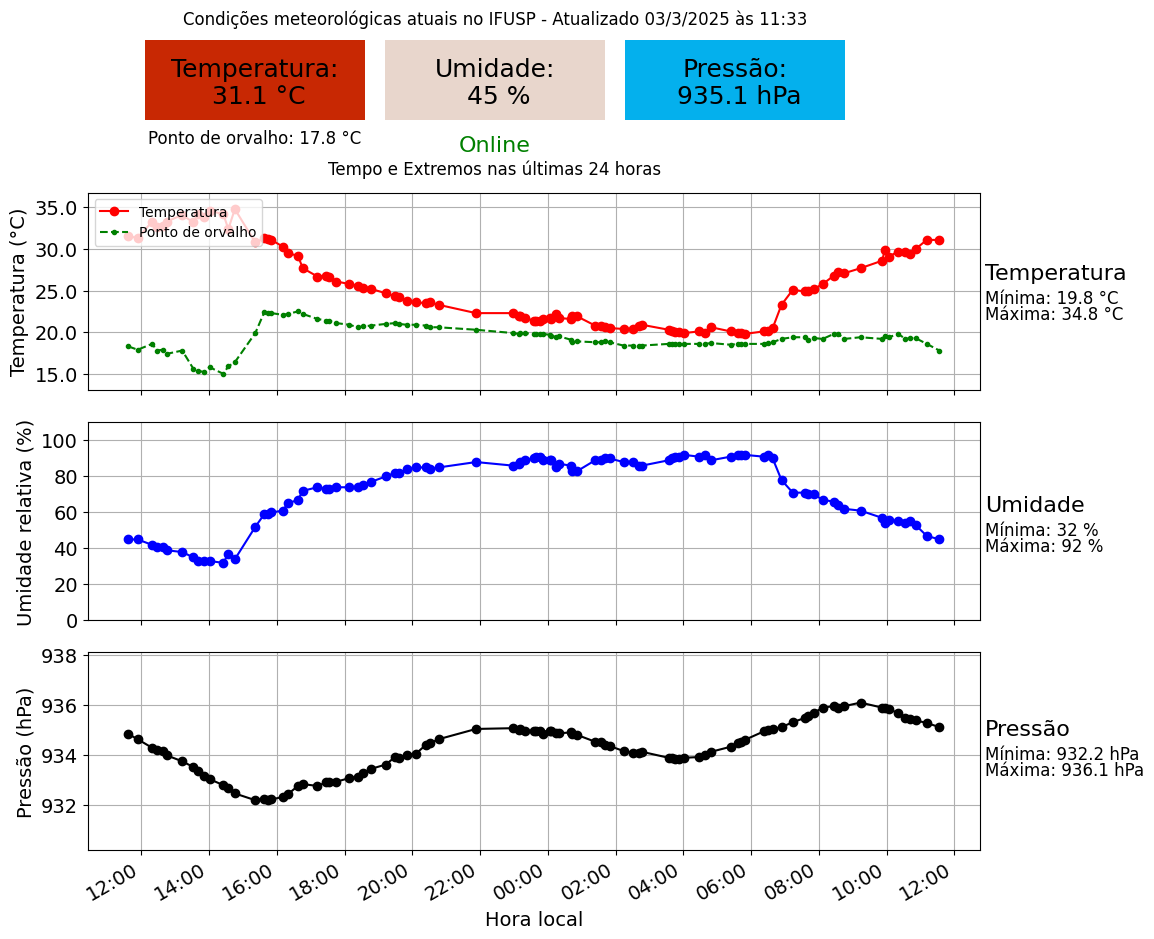 Condições meteorológicas atuais no IFUSP - Atualizado 03/3/2025 às 11:33
Temperatura:
31.1 °C
Umidade:
45 %
Pressão:
935.1 hPa
Ponto de orvalho: 17.8 °C
Online
Tempo e Extremos nas últimas 24 horas
Temperatura (°C)
35.0
30.0
25.0
20.0
15.0
Temperatura
Ponto de orvalho
Temperatura
Mínima: 19.8 °C
Máxima: 34.8 °C
Umidade relativa (%)
100
80
60
40
20
0
Umidade
Mínima: 32 %
Máxima: 92 %
Pressão (hPa)
938
936
934
932
Pressão
Mínima: 932.2 hPa
Máxima: 936.1 hPa
12:00 14:00 16:00 18:00 20:00 22:00 00:00 02:00 04:00 06:00 08:00 10:00 12:00
Hora local